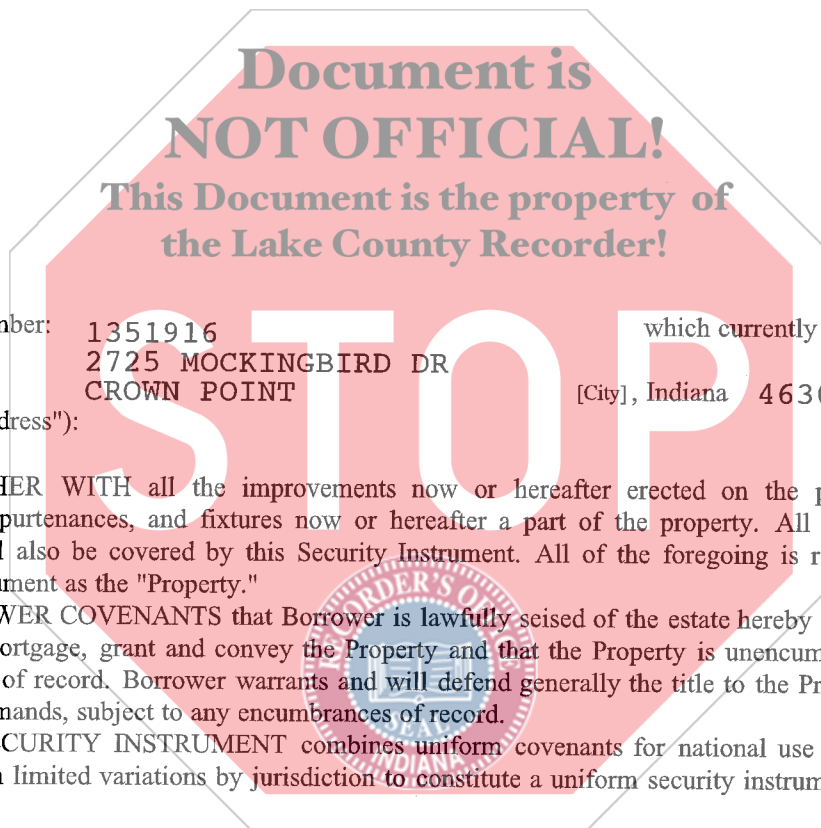 Document is
NOT OFFICIAL!
This Document is the property of
the Lake County Recorder!
STOP
mber: 1351916 which currently
2725 MOCKINGBIRD DR
CROWN POINT [City], Indiana 4630
dress"):
HER WITH all the improvements now or hereafter erected on the p
purtenances, and fixtures now or hereafter a part of the property. All
l also be covered by this Security Instrument. All of the foregoing is r
ument as the "Property."
WER COVENANTS that Borrower is lawfully seised of the estate hereby
ortgage, grant and convey the Property and that the Property is unencum
of record. Borrower warrants and will defend generally the title to the Pr
mands, subject to any encumbrances of record.
CURITY INSTRUMENT combines uniform covenants for national use
limited variations by jurisdiction to constitute a uniform security instrum
RECORDER'S OFFICE
SEAL
INDIANA